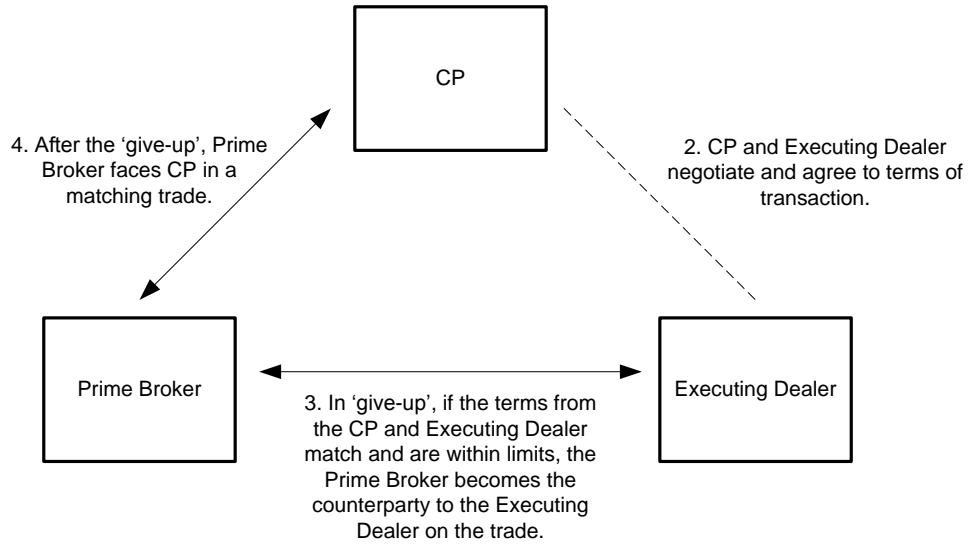 CP
4. After the ‘give-up’, Prime
Broker faces CP in a
matching trade.
2. CP and Executing Dealer
negotiate and agree to terms of
transaction.
Prime Broker
Executing Dealer
3. In ‘give-up’, if the terms from
the CP and Executing Dealer
match and are within limits, the
Prime Broker becomes the
counterparty to the Executing
Dealer on the trade.